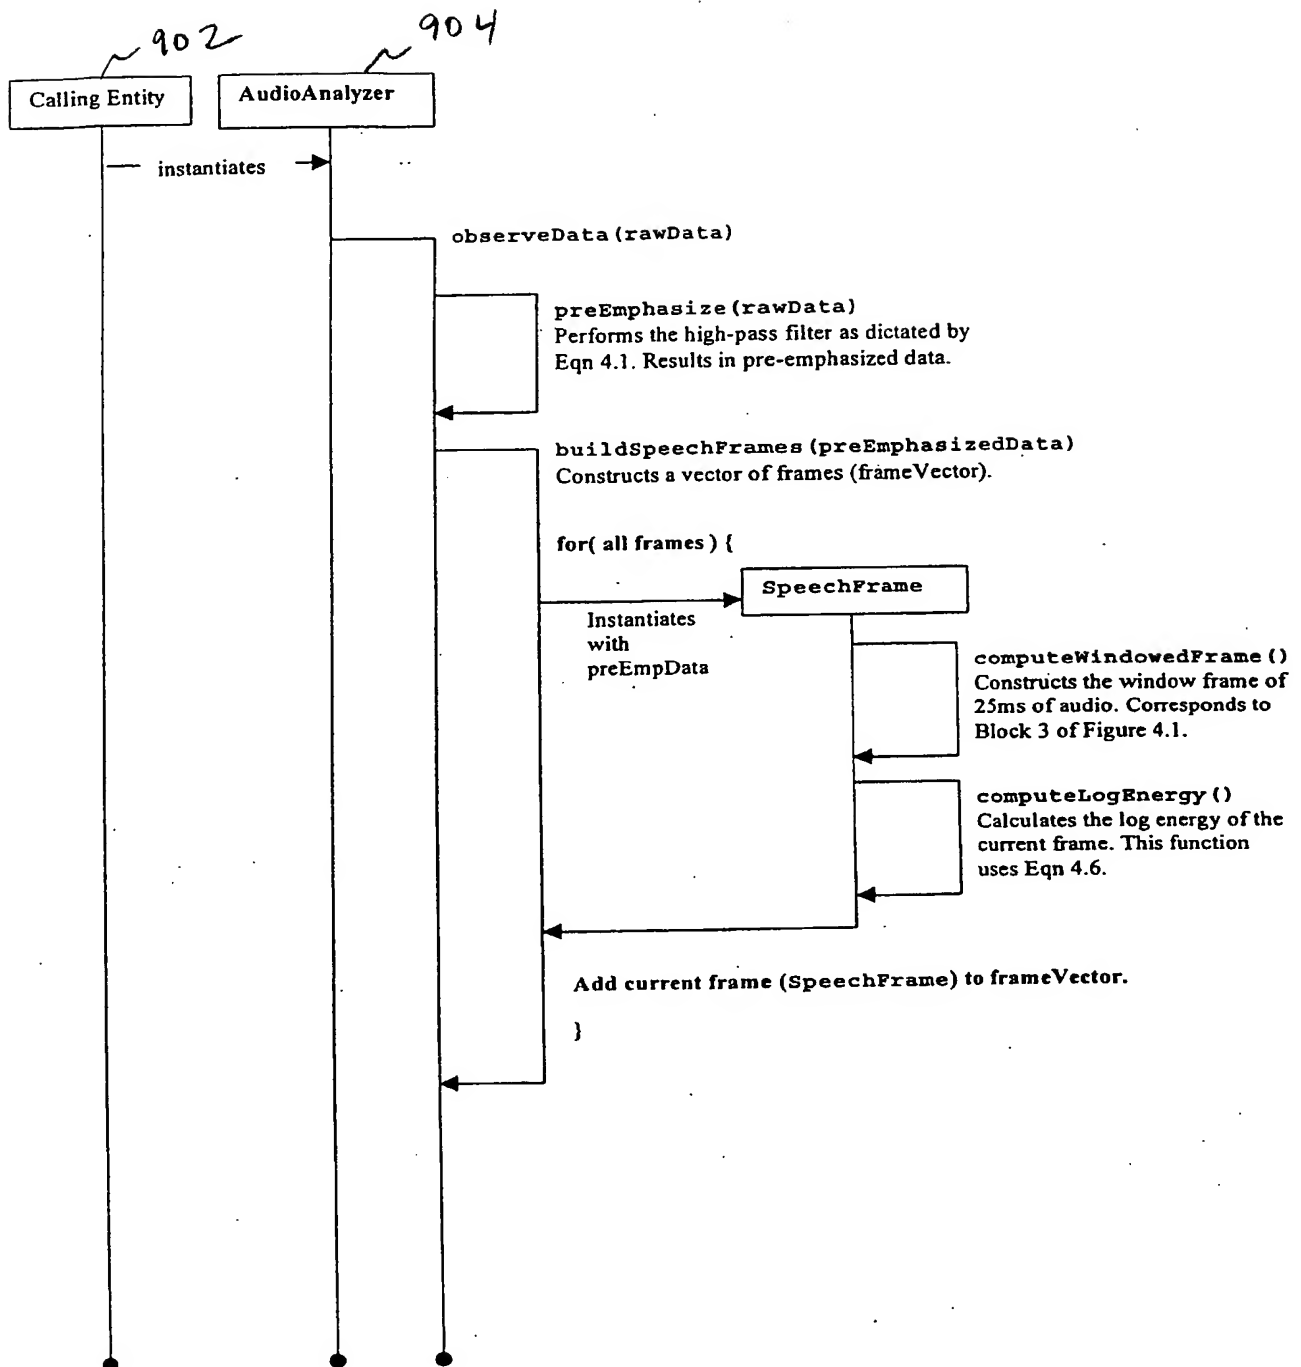 902
904
Calling Entity
AudioAnalyzer
instantiates
observeData(rawData)
preEmphasize(rawData)
Performs the high-pass filter as dictated by
Eqn 4.1. Results in pre-emphasized data.
buildSpeechFrames(preEmphasizedData)
Constructs a vector of frames (frameVector).
for( all frames ) {
SpeechFrame
Instantiates
with
preEmpData
computeWindowedFrame()
Constructs the window frame of
25ms of audio. Corresponds to
Block 3 of Figure 4.1.
computeLogEnergy()
Calculates the log energy of the
current frame. This function
uses Eqn 4.6.
Add current frame (SpeechFrame) to frameVector.
}